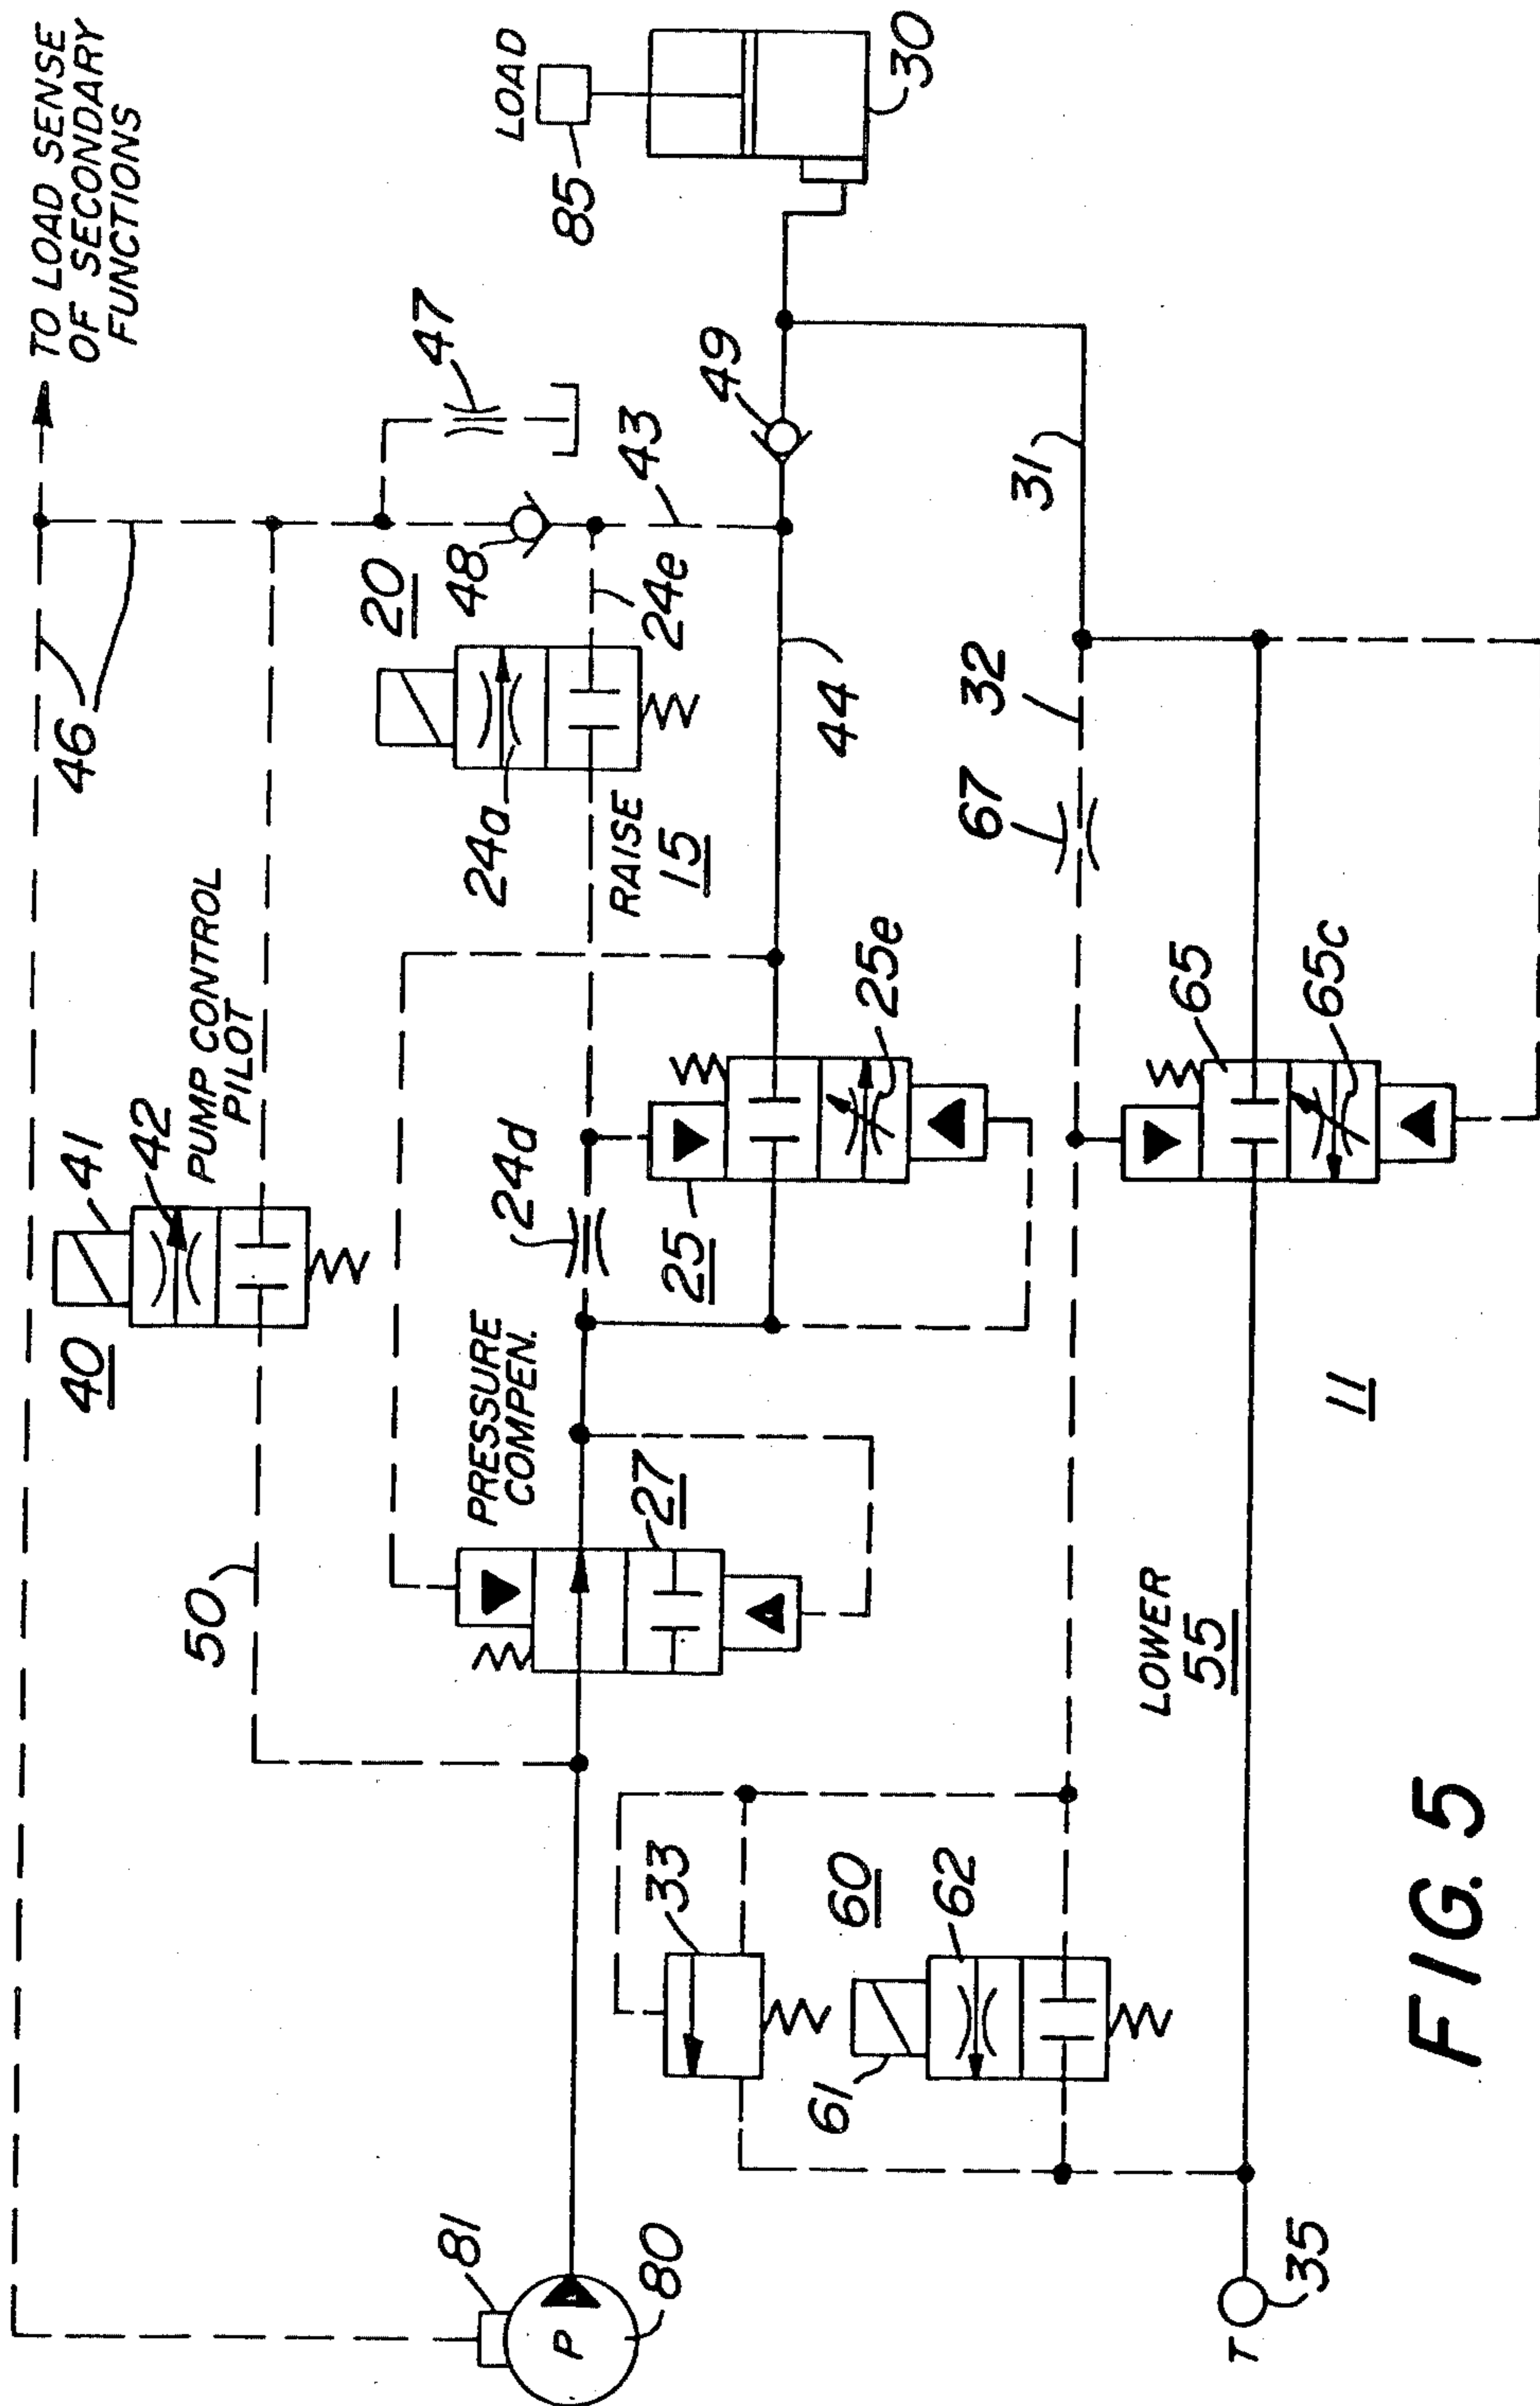 TO LOAD SENSE
OF SECONDARY
FUNCTIONS
46
41
42
40
PUMP CONTROL
PILOT
50
47
20
48
24a
24e
43
LOAD
85
30
49
RAISE
15
44
24d
25
25e
PRESSURE
COMPEN.
27
31
32
67
65
65c
81
P
80
33
60
62
61
LOWER
55
11
T
35
FIG. 5